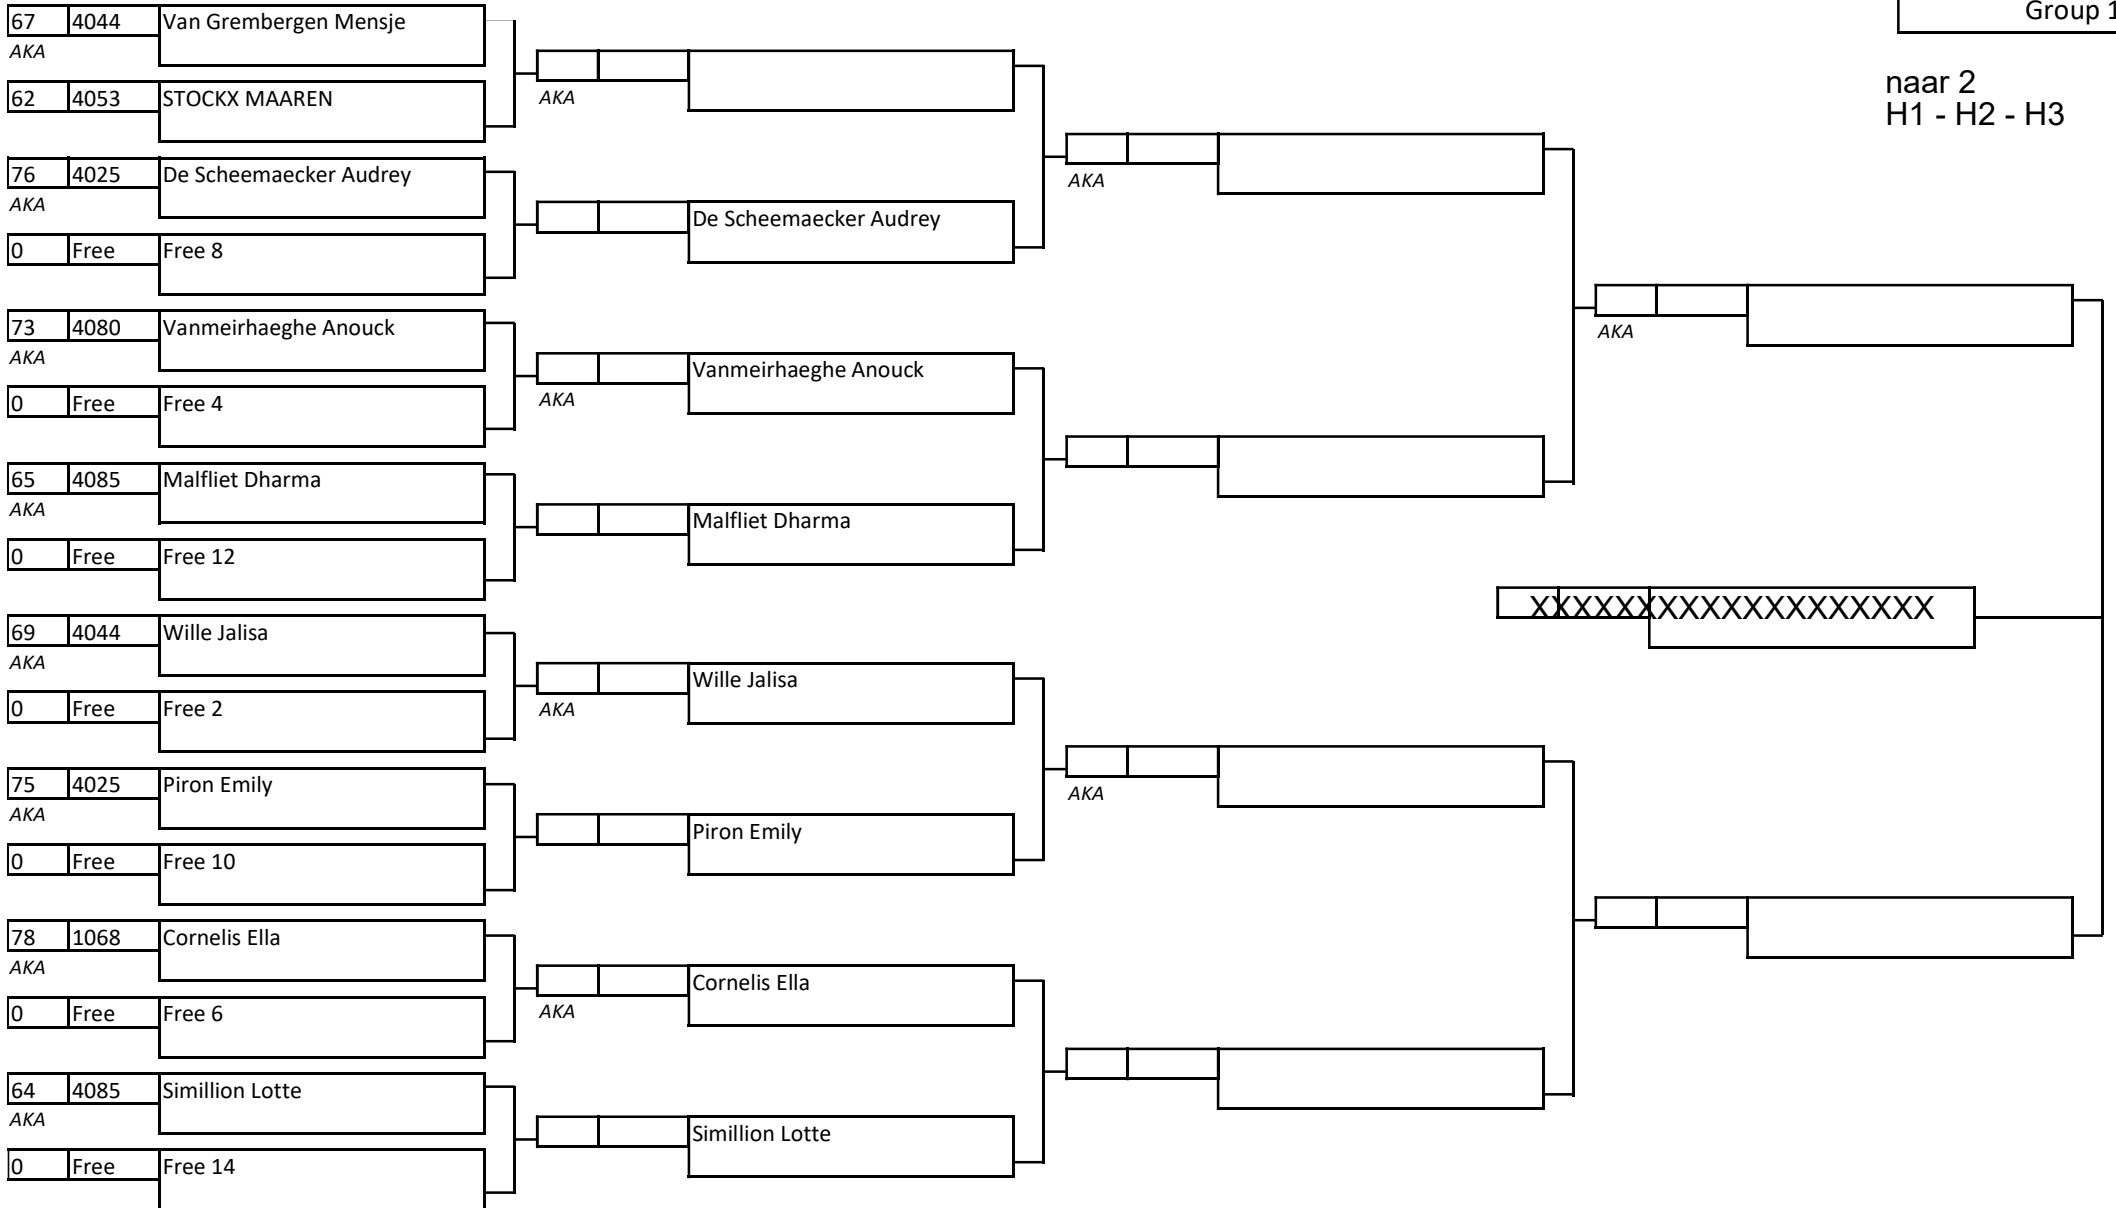 67 4044 Van Grembergen Mensje
AKA
62 4053 STOCKX MAAREN
76 4025 De Scheemaecker Audrey
AKA
0 Free Free 8
73 4080 Vanmeirhaeghe Anouck
AKA
0 Free Free 4
65 4085 Malfliet Dharma
AKA
0 Free Free 12
69 4044 Wille Jalisa
AKA
0 Free Free 2
75 4025 Piron Emily
AKA
0 Free Free 10
78 1068 Cornelis Ella
AKA
0 Free Free 6
64 4085 Simillion Lotte
AKA
0 Free Free 14
AKA
De Scheemaecker Audrey
Vanmeirhaeghe Anouck
AKA
Malfliet Dharma
Wille Jalisa
AKA
Piron Emily
Cornelis Ella
AKA
Simillion Lotte
AKA
AKA
AKA
XXXXXXXXXXXXXXXXXXX
Group 1
naar 2
H1 - H2 - H3